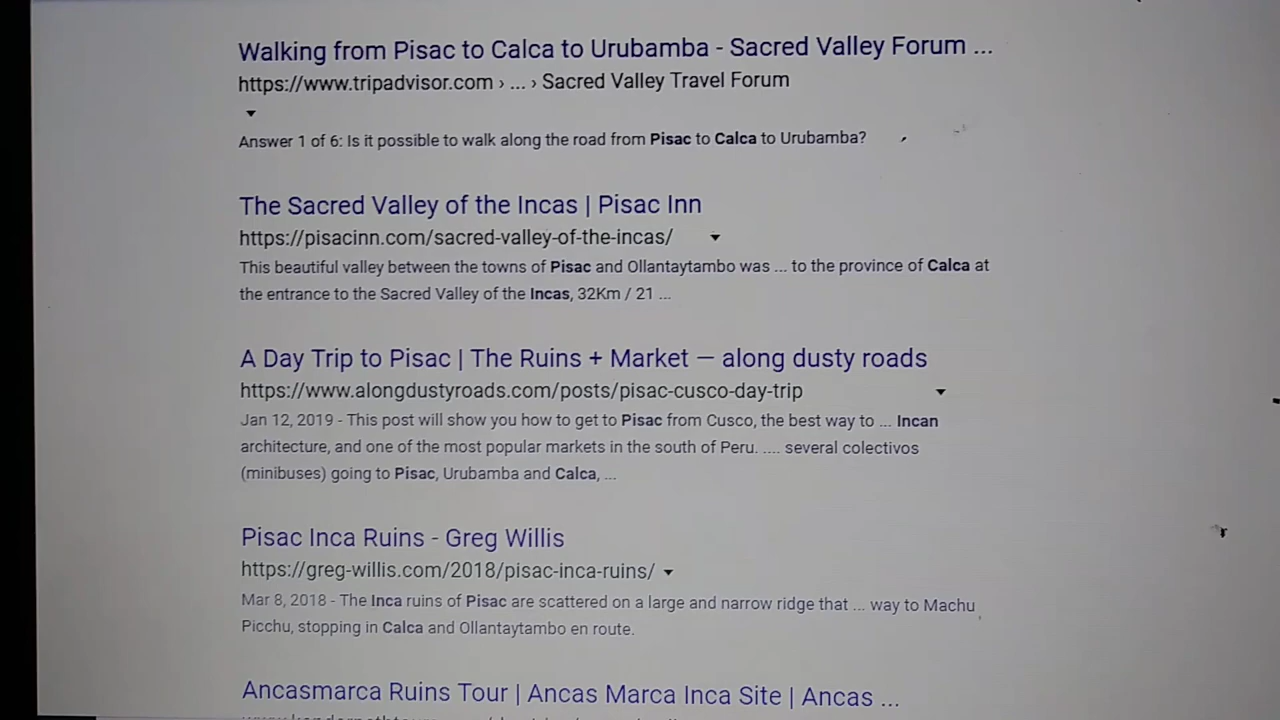 Walking from Pisac to Calca to Urubamba - Sacred Valley Forum ...
https://www.tripadvisor.com › ... › Sacred Valley Travel Forum
Answer 1 of 6: Is it possible to walk along the road from Pisac to Calca to Urubamba?
The Sacred Valley of the Incas | Pisac Inn
https://pisacinn.com/sacred-valley-of-the-incas/
This beautiful valley between the towns of Pisac and Ollantaytambo was ... to the province of Calca at
the entrance to the Sacred Valley of the Incas, 32Km / 21 ...
A Day Trip to Pisac | The Ruins + Market — along dusty roads
https://www.alongdustyroads.com/posts/pisac-cusco-day-trip
Jan 12, 2019 - This post will show you how to get to Pisac from Cusco, the best way to ... Incan
architecture, and one of the most popular markets in the south of Peru. .... several colectivos
(minibuses) going to Pisac, Urubamba and Calca, ...
Pisac Inca Ruins - Greg Willis
https://greg-willis.com/2018/pisac-inca-ruins/
Mar 8, 2018 - The Inca ruins of Pisac are scattered on a large and narrow ridge that ... way to Machu
Picchu, stopping in Calca and Ollantaytambo en route.
Ancasmarca Ruins Tour | Ancas Marca Inca Site | Ancas ...